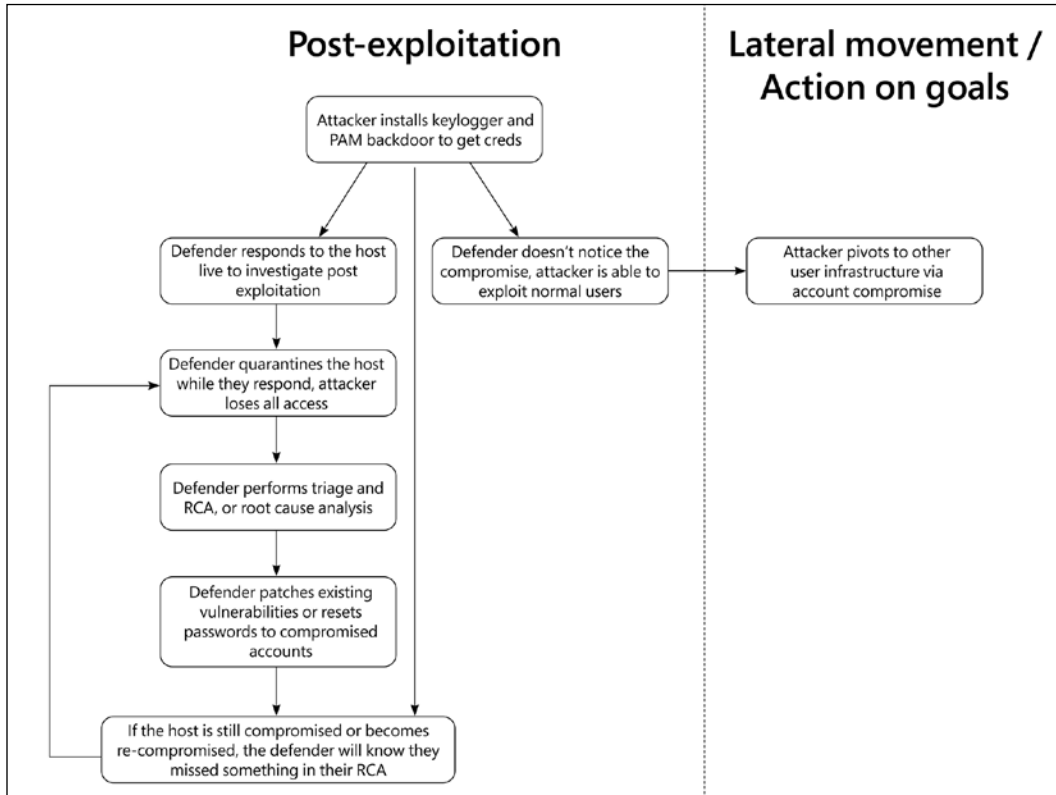 Post-exploitation
Lateral movement /
Action on goals
Attacker installs keylogger and
PAM backdoor to get creds
Defender responds to the host
live to investigate post
exploitation
Defender doesn't notice the
compromise, attacker is able to
exploit normal users
Attacker pivots to other
user infrastructure via
account compromise
Defender quarantines the host
while they respond, attacker
loses all access
Defender performs triage and
RCA, or root cause analysis
Defender patches existing
vulnerabilities or resets
passwords to compromised
accounts
If the host is still compromised or becomes
re-compromised, the defender will know they
missed something in their RCA